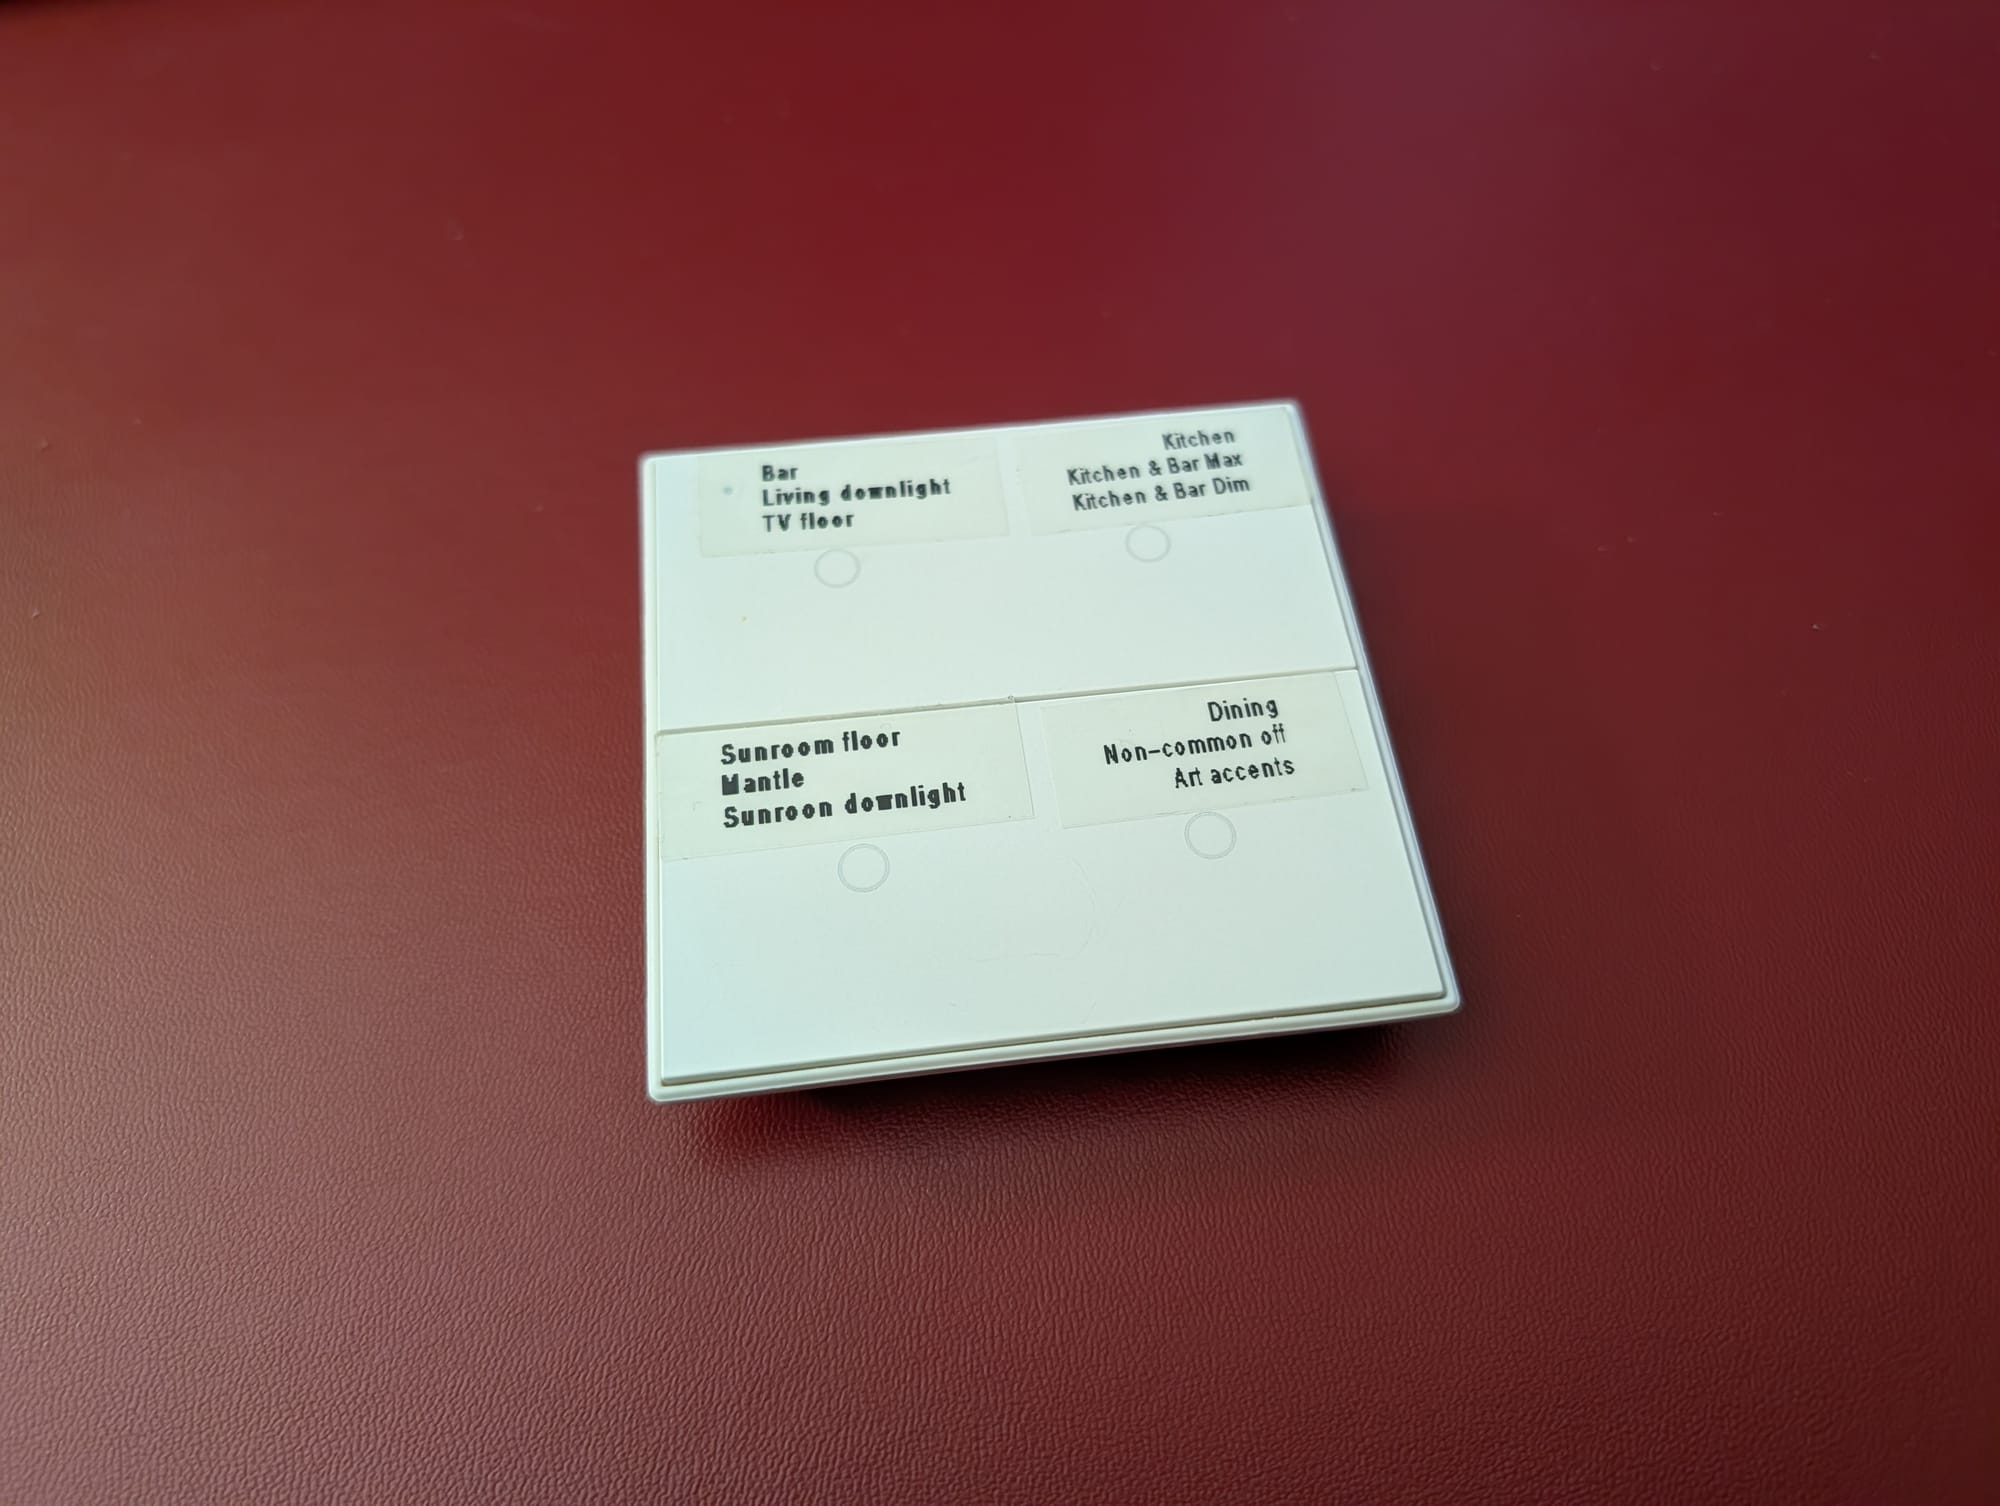 Bar
Living downlight
TV floor
Kitchen
Kitchen & Bar Max
Kitchen & Bar Dim
Sunroom floor
Mantle
Sunroon downlight
Dining
Non-common off
Art accents